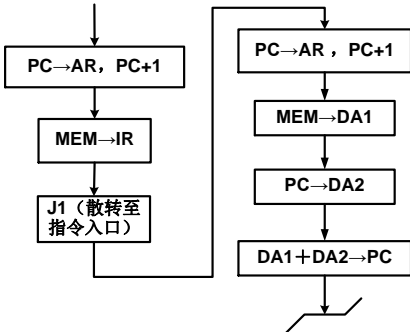 PC→AR，PC+1
MEM→IR
J1（散转至
指令入口）
PC→AR ，PC+1
MEM→DA1
PC→DA2
DA1＋DA2→PC